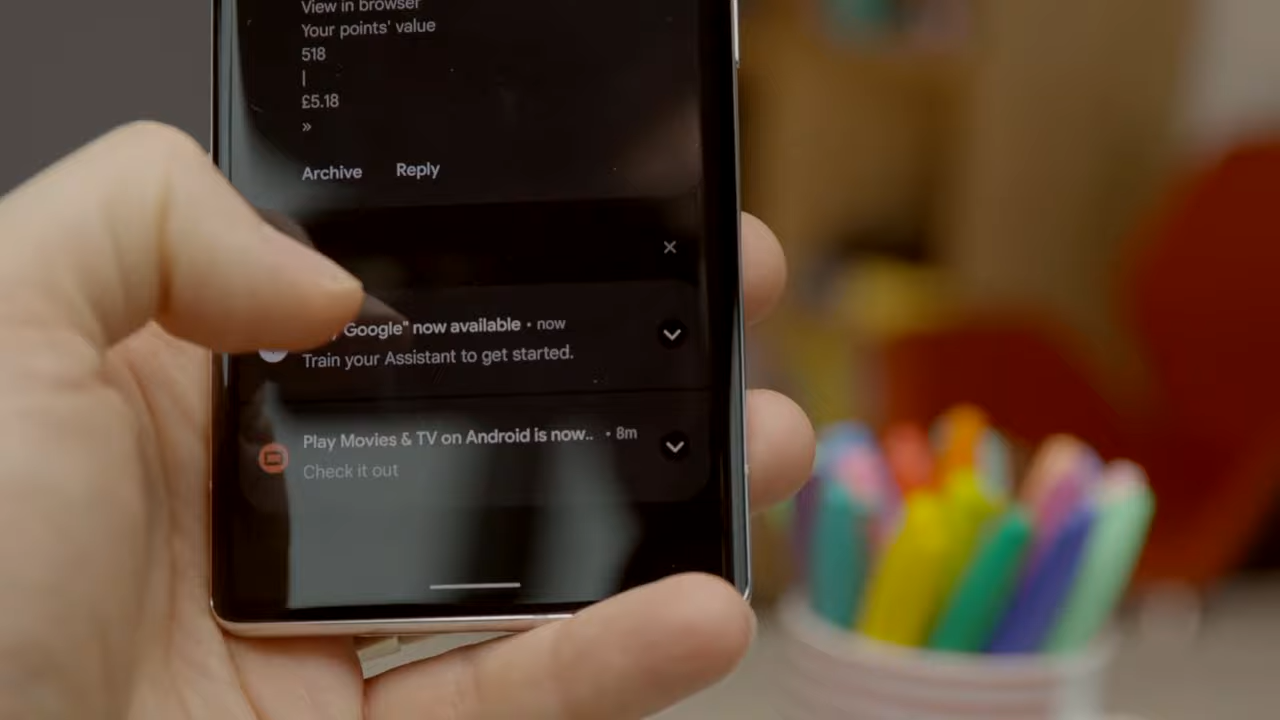 View in browser
Your points' value
518
|
£5.18
»
Archive Reply
Google" now available • now
Train your Assistant to get started.
Play Movies & TV on Android is now.. • 8m
Check it out